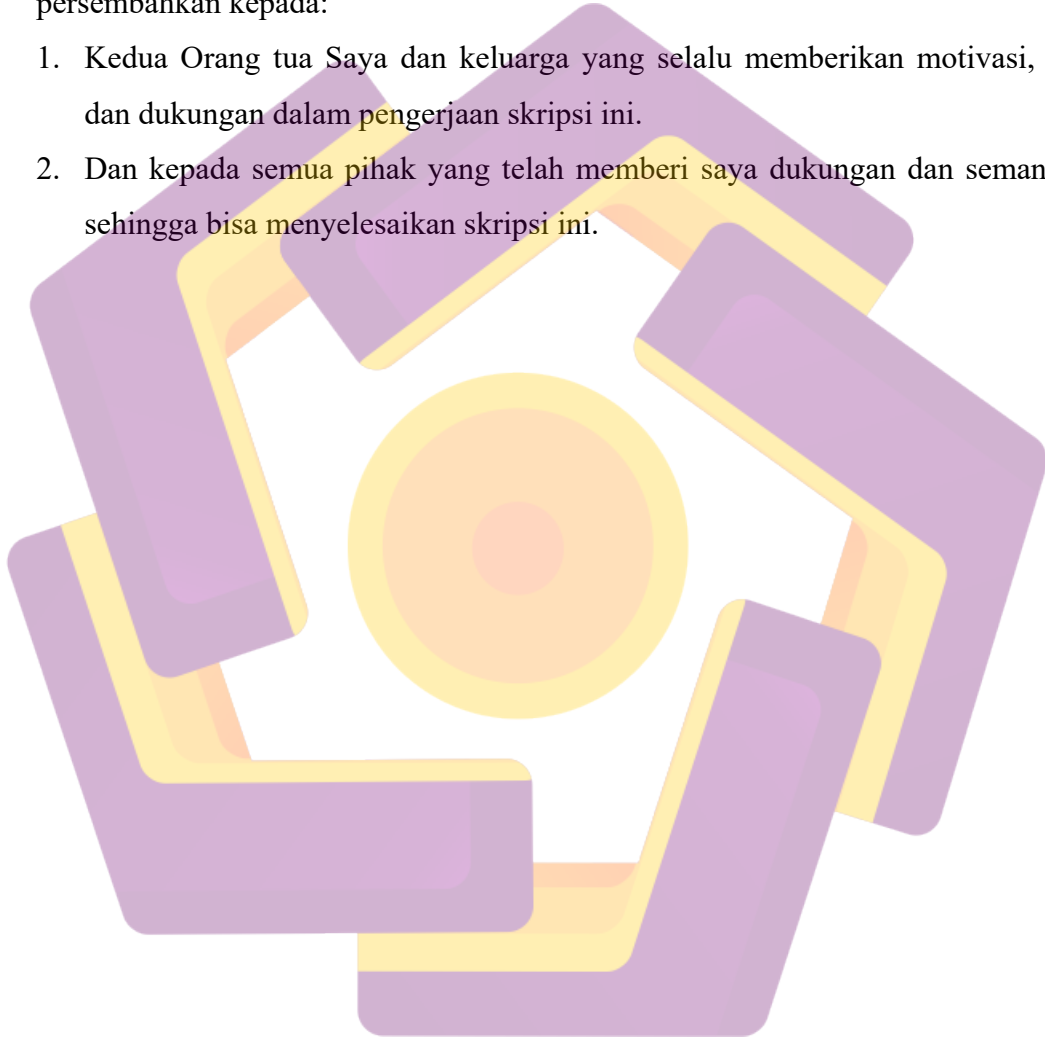 persembahkan kepada:
1. Kedua Orang tua Saya dan keluarga yang selalu memberikan motivasi,
dan dukungan dalam pengerjaan skripsi ini.
2. Dan kepada semua pihak yang telah memberi saya dukungan dan seman
sehingga bisa menyelesaikan skripsi ini.